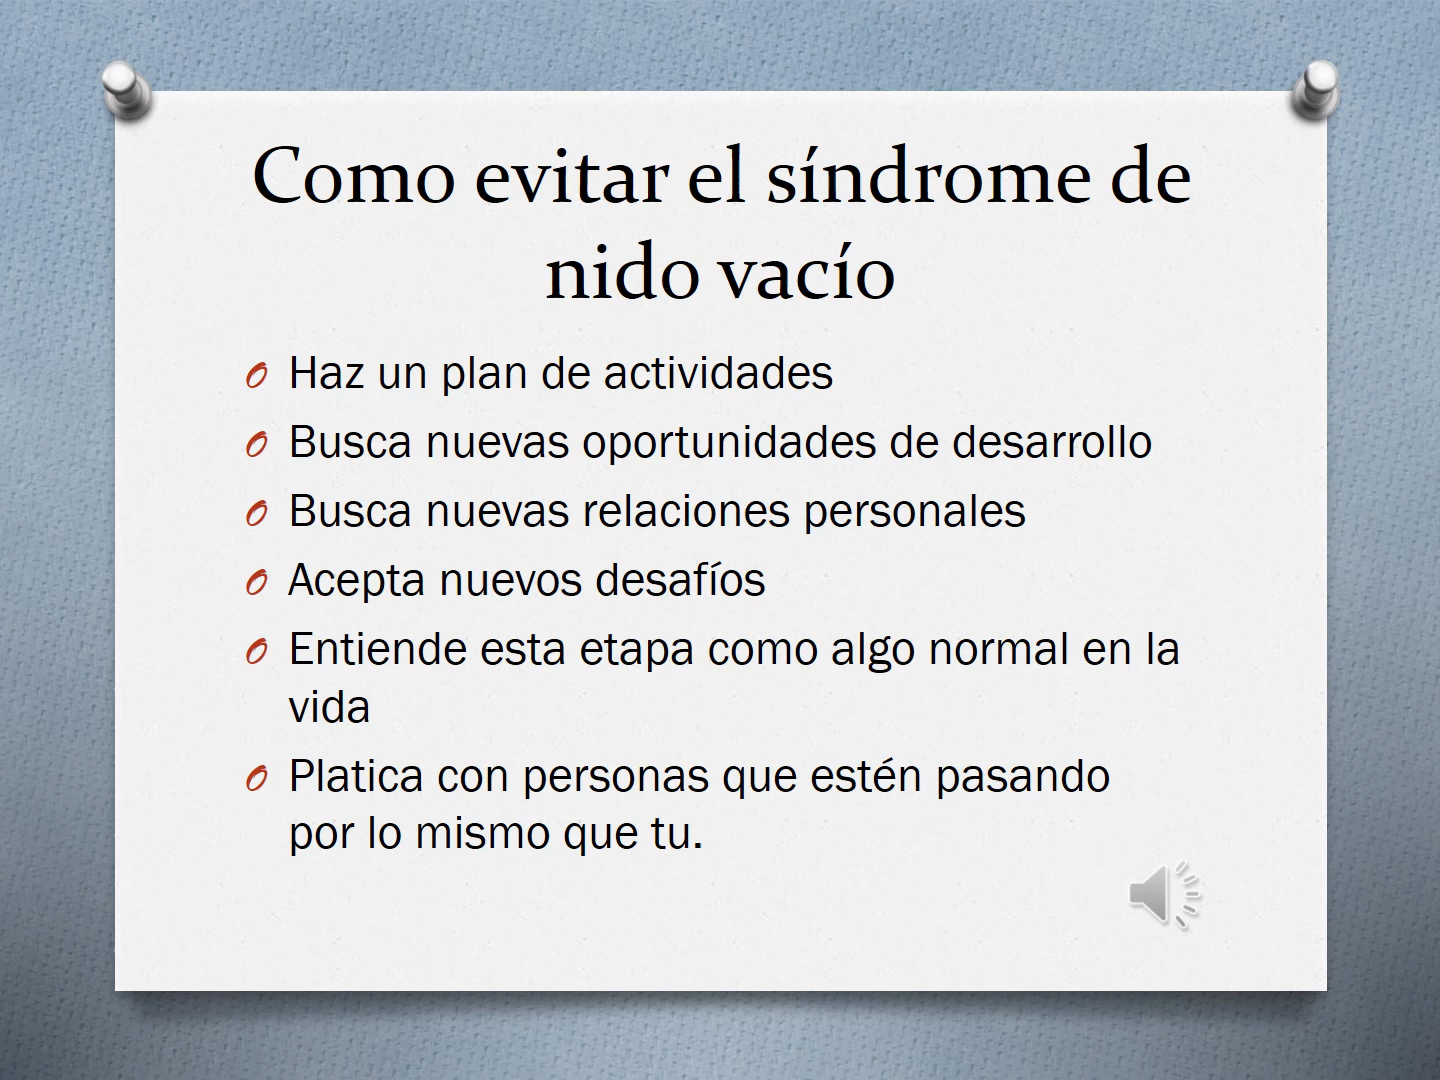 Como evitar el síndrome de
nido vacío
Haz un plan de actividades
Busca nuevas oportunidades de desarrollo
Busca nuevas relaciones personales
Acepta nuevos desafíos
Entiende esta etapa como algo normal en la
vida
Platica con personas que estén pasando
por lo mismo que tu.